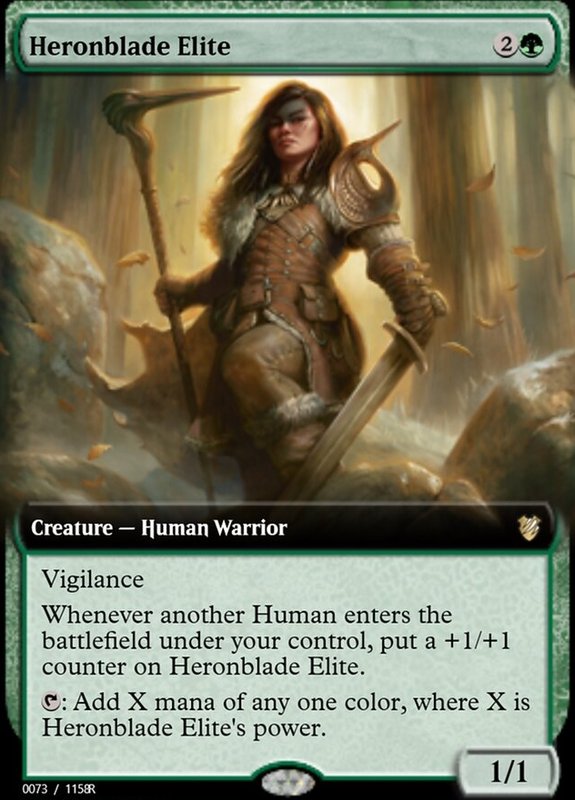 Heronblade Elite
2
Creature — Human Warrior
Vigilance
Whenever another Human enters the
battlefield under your control, put a +1/+1
counter on Heronblade Elite.
: Add X mana of any one color, where X is
Heronblade Elite's power.
1/1
0073 / 1158R